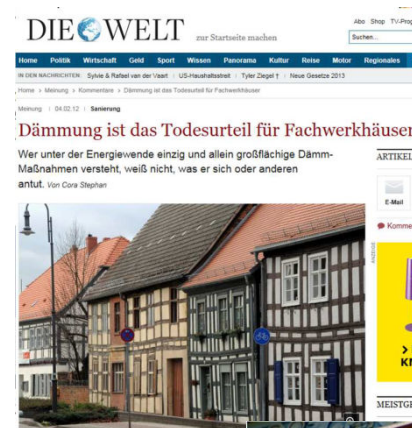 DIE WELT zur Startseite machen
Abo Shop TV-Prog
Suchen...
Home Politik Wirtschaft Geld Sport Wissen Panorama Kultur Reise Motor Regionales
IN DEN NACHRICHTEN: Sylvie & Rafael van der Vaart | US-Haushaltsstreit | Tyler Ziegel † | Neue Gesetze 2013
Home > Meinung > Kommentare > Dämmung ist das Todesurteil für Fachwerkhäuser
Meinung | 04.02.12 | Sanierung
Dämmung ist das Todesurteil für Fachwerkhäuser
Wer unter der Energiewende einzig und allein großflächige Dämm-
Maßnahmen versteht, weiß nicht, was er sich oder anderen
antut. Von Cora Stephan
ARTIKEL
E-Mail
Komme
ANZEIGE
> 
KN
MEISTGE